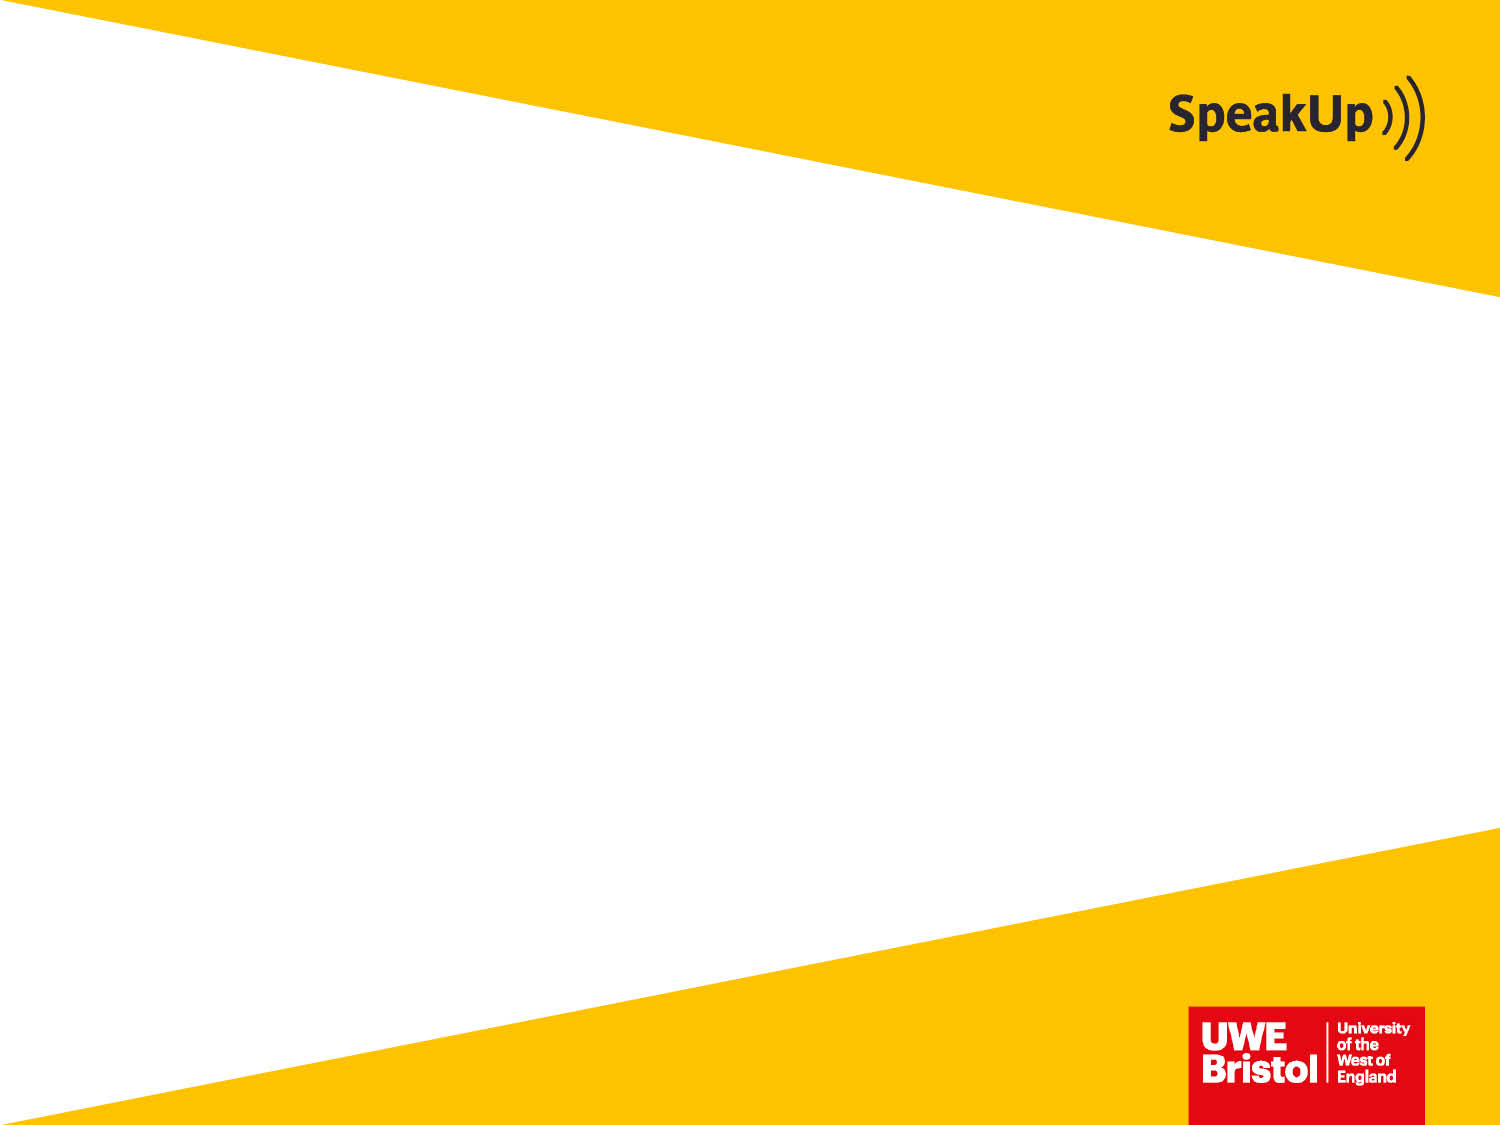 SpeakUp
UWE
Bristol
University
of the
West of
England